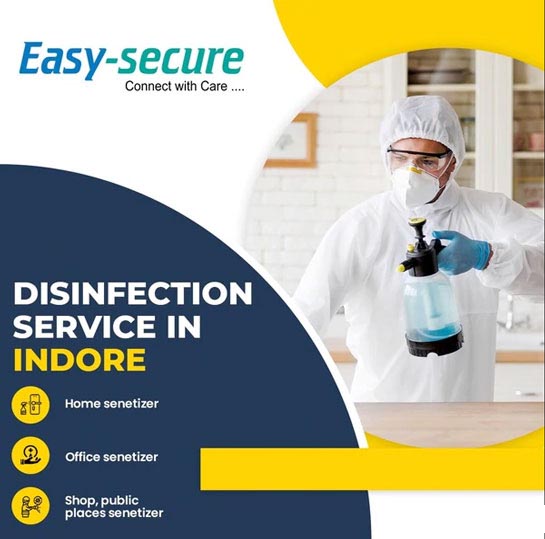 Easy-secure
Connect with Care ....
DISINFECTION
SERVICE IN
INDORE
Home senetizer
Office senetizer
Shop, public
places senetizer